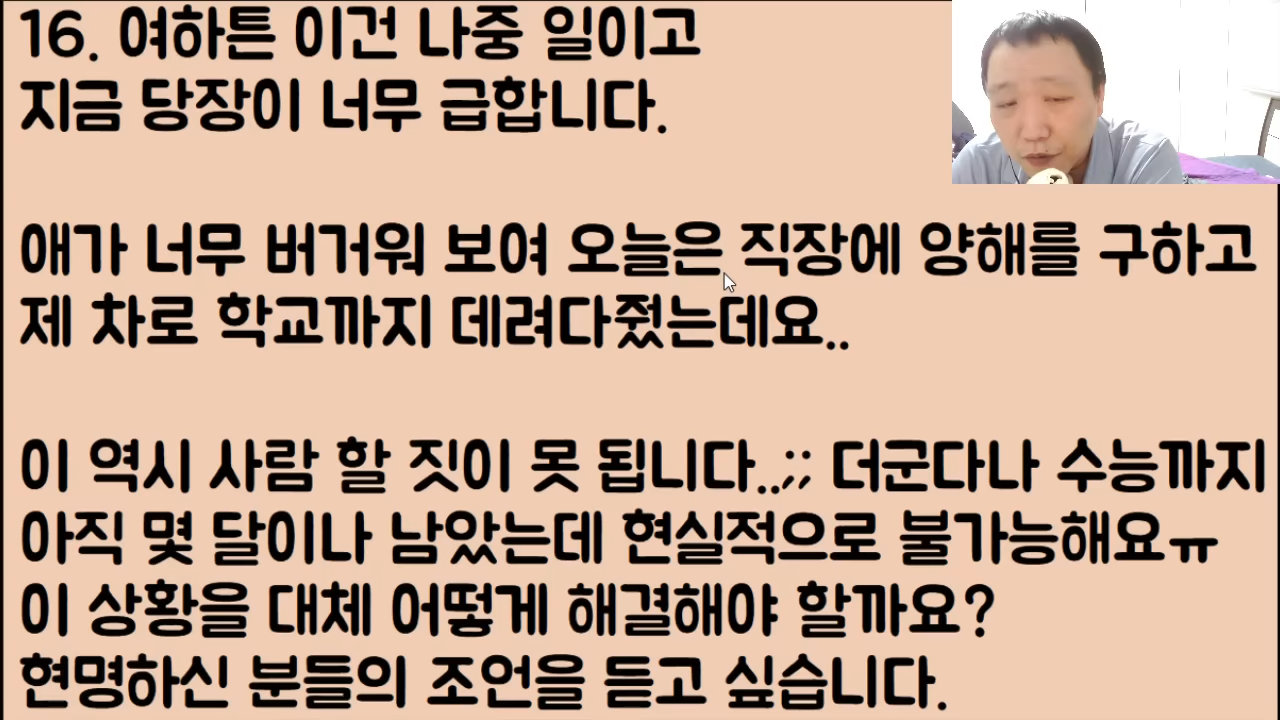 16. 여하튼 이건 나중 일이고
지금 당장이 너무 급합니다.
애가 너무 버거워 보여 오늘은 직장에 양해를 구하고
제 차로 학교까지 데려다줬는데요..
이 역시 사람 할 짓이 못 됩니다..;; 더군다나 수능까지
아직 몇 달이나 남았는데 현실적으로 불가능해요ㅠ
이 상황을 대체 어떻게 해결해야 할까요?
현명하신 분들의 조언을 듣고 싶습니다.